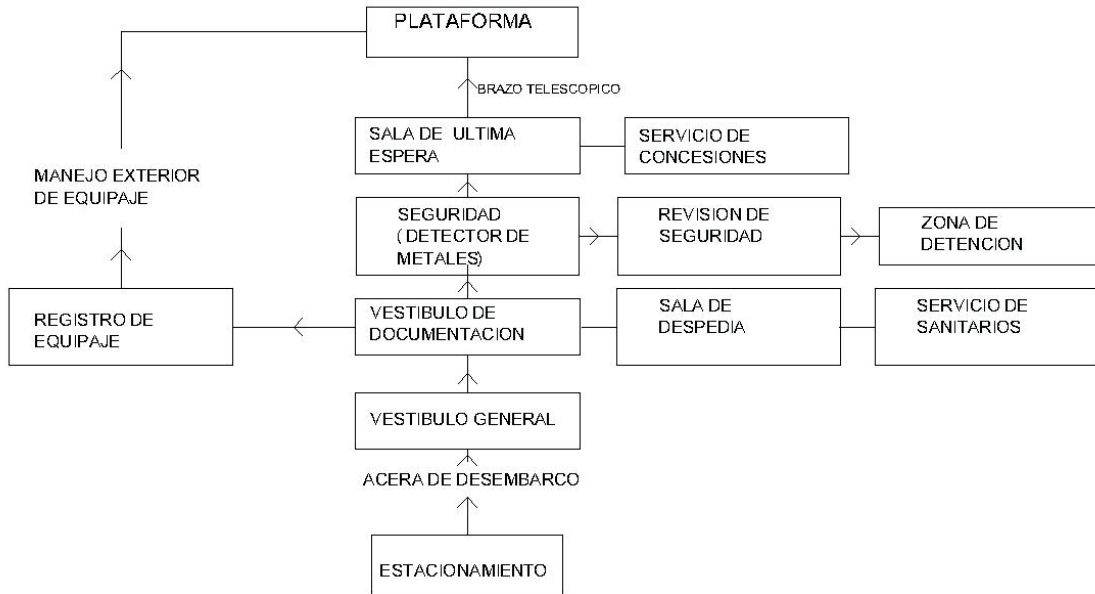 PLATAFORMA
BRAZO TELESCOPICO
SALA DE ULTIMA
ESPERA
SERVICIO DE
CONCESIONES
MANEJO EXTERIOR
DE EQUIPAJE
SEGURIDAD
( DETECTOR DE
METALES)
REVISION DE
SEGURIDAD
ZONA DE
DETENCION
REGISTRO DE
EQUIPAJE
VESTIBULO DE
DOCUMENTACION
SALA DE
DESPEDIA
SERVICIO DE
SANITARIOS
VESTIBULO GENERAL
ACERA DE DESEMBARCO
ESTACIONAMIENTO